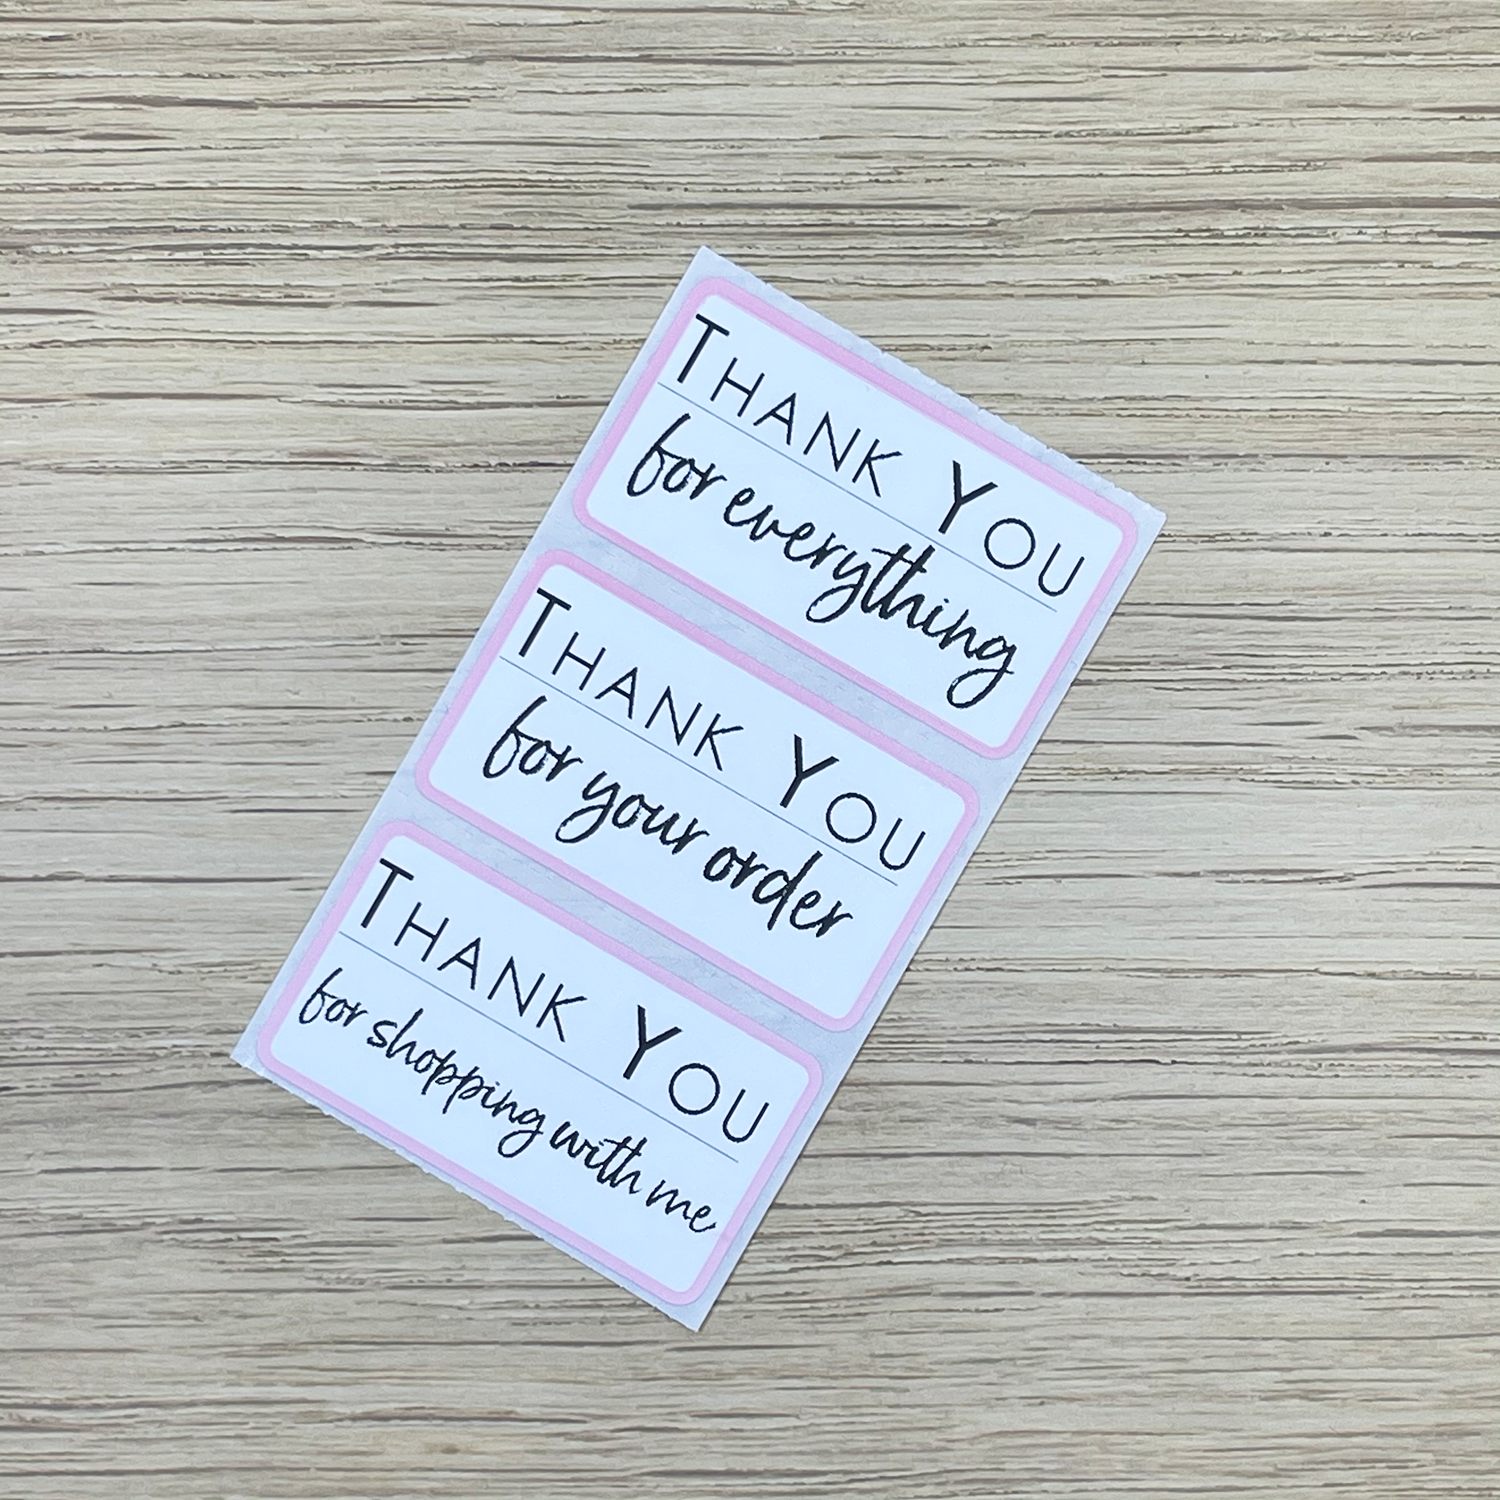 THANK YOU
for everything
THANK YOU
for your order
THANK YOU
for shopping with me